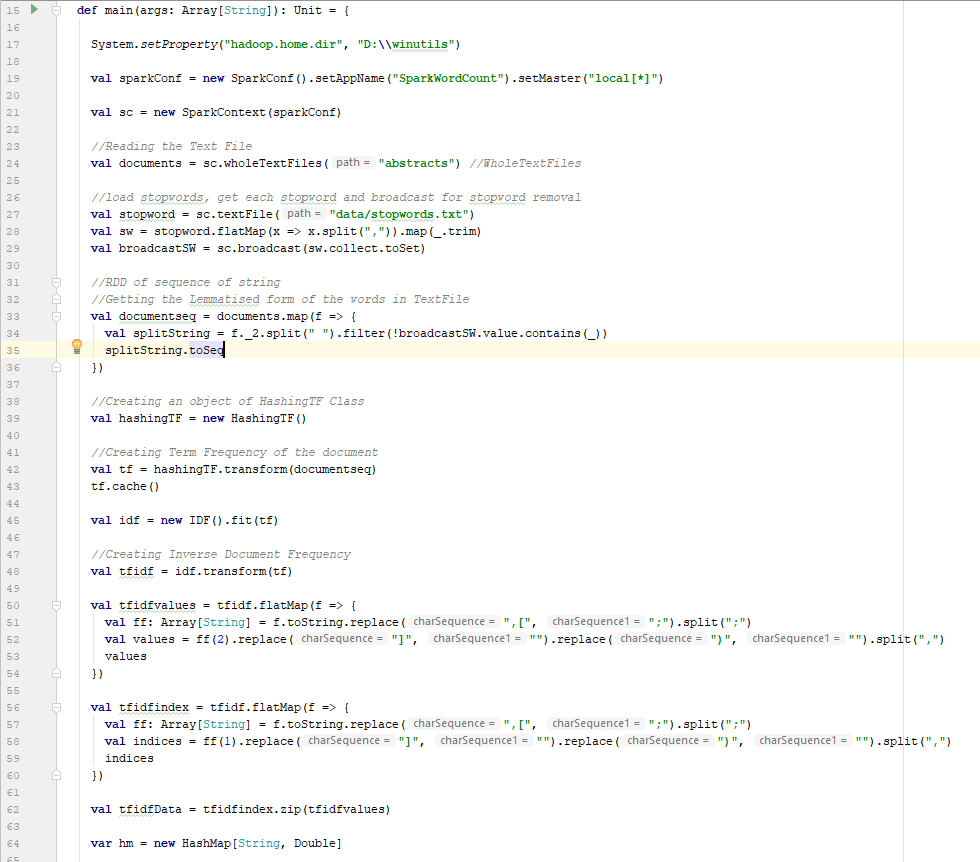 15 def main(args: Array[String]): Unit = {
16
17 System.setProperty("hadoop.home.dir", "D:\\winutils")
18
19 val sparkConf = new SparkConf().setAppName("SparkWordCount").setMaster("local[*]")
20
21 val sc = new SparkContext(sparkConf)
22
23 //Reading the Text File
24 val documents = sc.wholeTextFiles( path = "abstracts") //WholeTextFiles
25
26 //load stopwords, get each stopword and broadcast for stopword removal
27 val stopword = sc.textFile( path = "data/stopwords.txt")
28 val sw = stopword.flatMap(x => x.split(",")).map(_.trim)
29 val broadcastSW = sc.broadcast(sw.collect.toSet)
30
31 //RDD of sequence of string
32 //Getting the Lemmatised form of the words in TextFile
33 val documentseq = documents.map(f => {
34 val splitString = f._2.split(" ").filter(!broadcastSW.value.contains(_))
35 splitString.toSeq
36 })
37
38 //Creating an object of HashingTF Class
39 val hashingTF = new HashingTF()
40
41 //Creating Term Frequency of the document
42 val tf = hashingTF.transform(documentseq)
43 tf.cache()
44
45 val idf = new IDF().fit(tf)
46
47 //Creating Inverse Document Frequency
48 val tfidf = idf.transform(tf)
49
50 val tfidfvalues = tfidf.flatMap(f => {
51 val ff: Array[String] = f.toString.replace( charSequence = ",[", charSequence1 = ";").split(";")
52 val values = ff(2).replace( charSequence = "]", charSequence1 = "").replace( charSequence = ")", charSequence1 = "").split(",")
53 values
54 })
55
56 val tfidfindex = tfidf.flatMap(f => {
57 val ff: Array[String] = f.toString.replace( charSequence = ",[", charSequence1 = ";").split(";")
58 val indices = ff(1).replace( charSequence = "]", charSequence1 = "").replace( charSequence = ")", charSequence1 = "").split(",")
59 indices
60 })
61
62 val tfidfData = tfidfindex.zip(tfidfvalues)
63
64 var hm = new HashMap[String, Double]
65